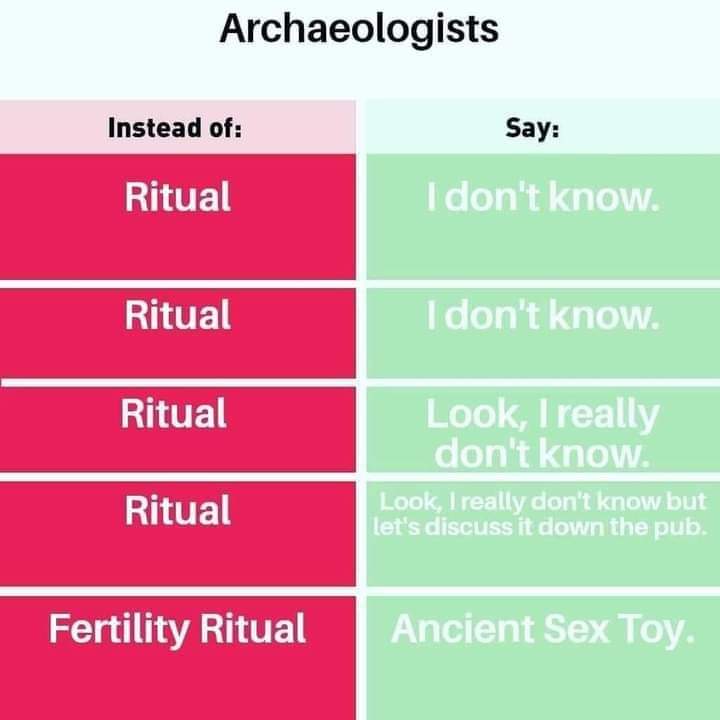 Archaeologists
Instead of:
Say:
Ritual
I don't know.
Ritual
I don't know.
Ritual
Look, I really
don't know.
Ritual
Look, I really don't know but
let's discuss it down the pub.
Fertility Ritual
Ancient Sex Toy.